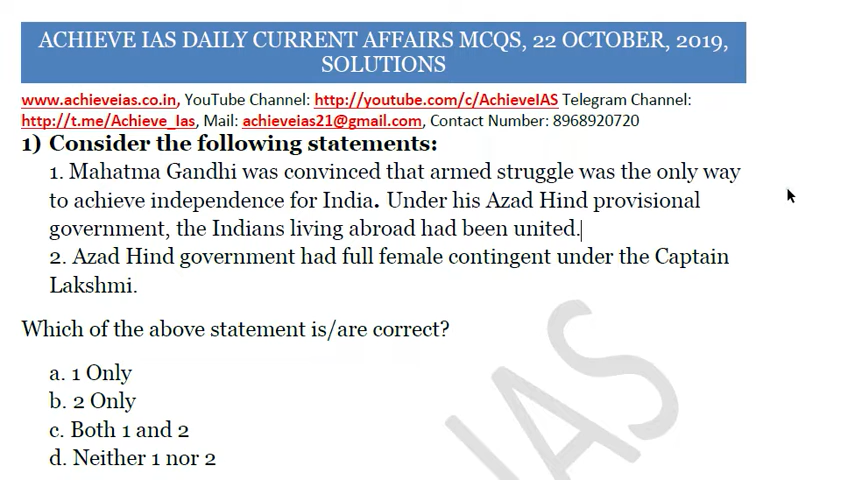 ACHIEVE IAS DAILY CURRENT AFFAIRS MCQS, 22 OCTOBER, 2019,
SOLUTIONS
www.achieveias.co.in, YouTube Channel: http://youtube.com/c/AchieveIAS Telegram Channel:
http://t.me/Achieve_Ias, Mail: achieveias21@gmail.com, Contact Number: 8968920720
1) Consider the following statements:
1. Mahatma Gandhi was convinced that armed struggle was the only way
to achieve independence for India. Under his Azad Hind provisional
government, the Indians living abroad had been united.
2. Azad Hind government had full female contingent under the Captain
Lakshmi.
Which of the above statement is/are correct?
a. 1 Only
b. 2 Only
c. Both 1 and 2
d. Neither 1 nor 2
IAS